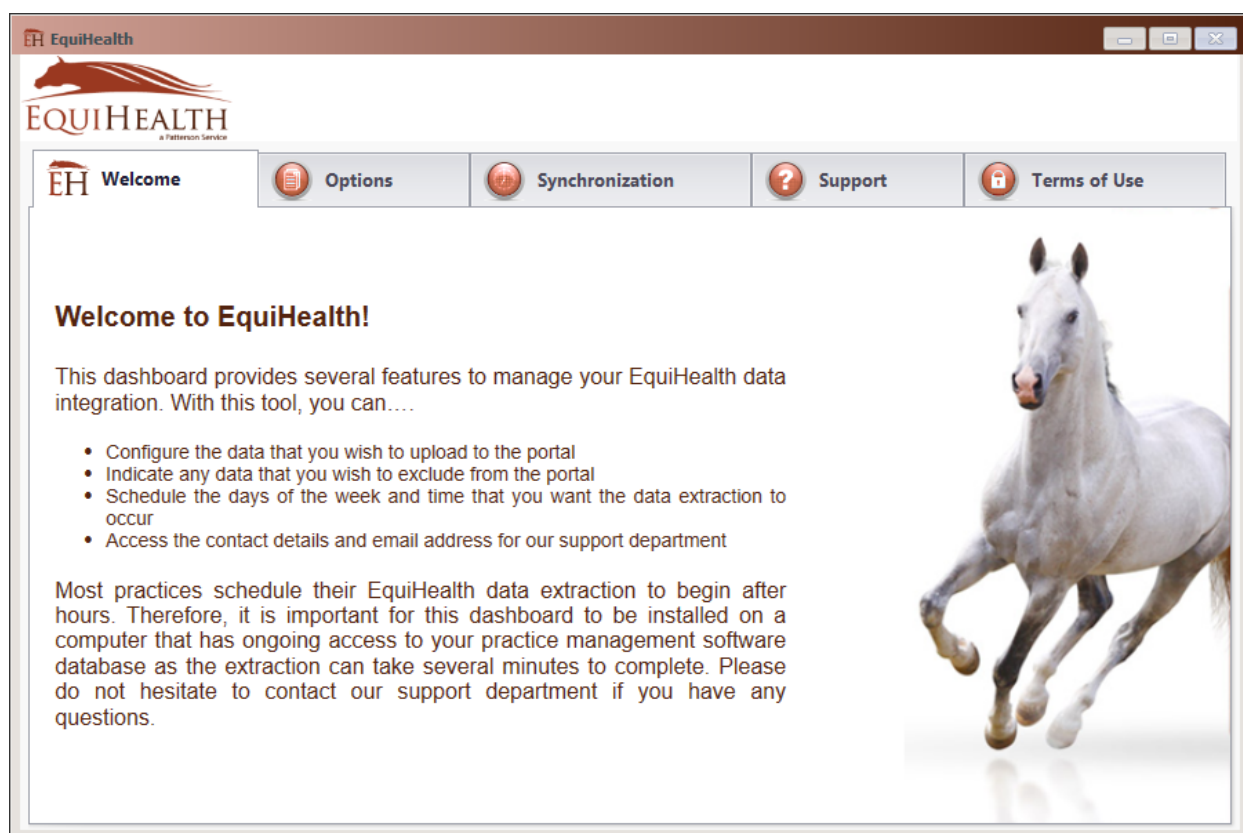 EH EquiHealth
EQUIHEALTH
a Patterson Service
EH Welcome
Options
Synchronization
? Support
Terms of Use
Welcome to EquiHealth!
This dashboard provides several features to manage your EquiHealth data
integration. With this tool, you can....
• Configure the data that you wish to upload to the portal
• Indicate any data that you wish to exclude from the portal
• Schedule the days of the week and time that you want the data extraction to
occur
• Access the contact details and email address for our support department
Most practices schedule their EquiHealth data extraction to begin after
hours. Therefore, it is important for this dashboard to be installed on a
computer that has ongoing access to your practice management software
database as the extraction can take several minutes to complete. Please
do not hesitate to contact our support department if you have any
questions.